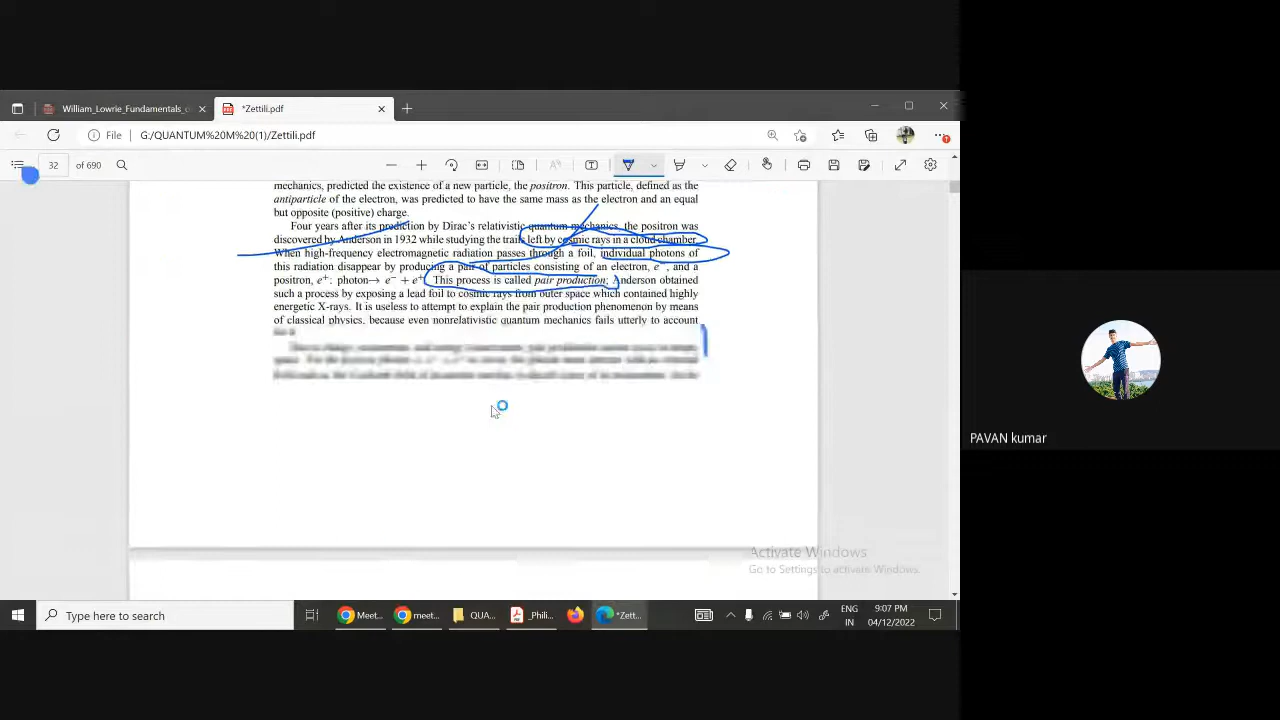 William_Lowrie_Fundamentals_o
*Zettili.pdf
File
G:/QUANTUM%20M%20(1)/Zettili.pdf
32
of 690
mechanics, predicted the existence of a new particle, the positron. This particle, defined as the
antiparticle of the electron, was predicted to have the same mass as the electron and an equal
but opposite (positive) charge.
Four years after its prediction by Dirac's relativistic quantum mechanics, the positron was
discovered by Anderson in 1932 while studying the trails left by cosmic rays in a cloud chamber.
When high-frequency electromagnetic radiation passes through a foil, individual photons of
this radiation disappear by producing a pair of particles consisting of an electron, e⁻, and a
positron, e⁺: photon→ e⁻ + e⁺. This process is called pair production; Anderson obtained
such a process by exposing a lead foil to cosmic rays from outer space which contained highly
energetic X-rays. It is useless to attempt to explain the pair production phenomenon by means
of classical physics, because even nonrelativistic quantum mechanics fails utterly to account
PAVAN kumar
Activate Windows
Go to Settings to activate Windows.
Type here to search
Meet...
meet...
QUA...
_Phili...
*Zett...
ENG
IN
9:07 PM
04/12/2022